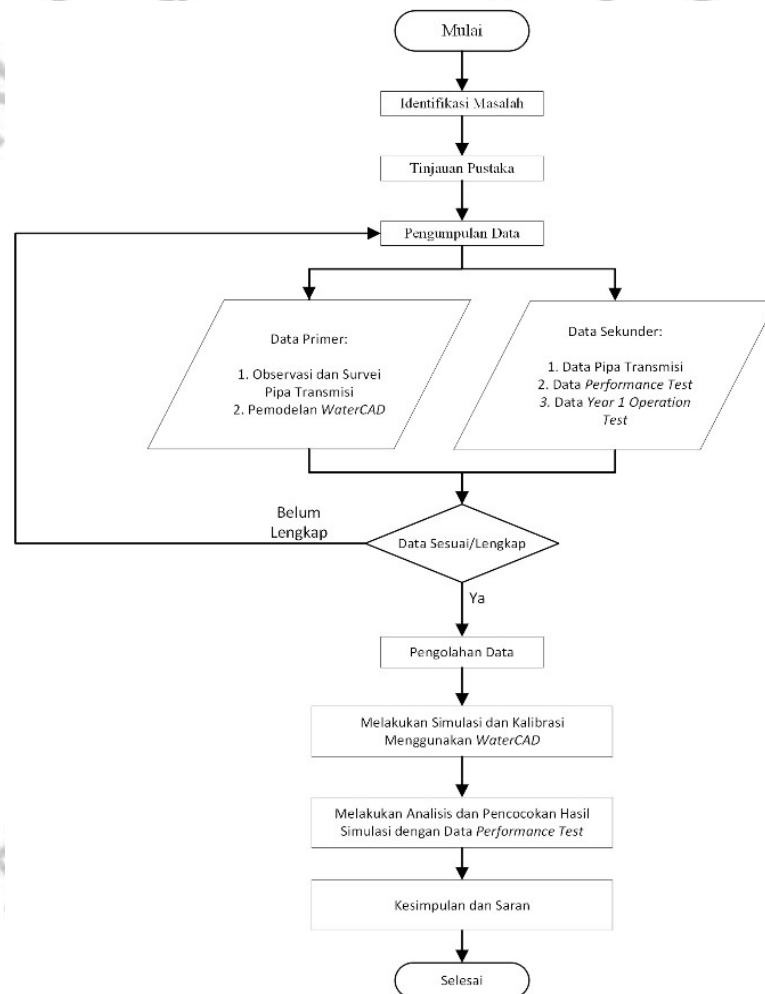 Mulai
Identifikasi Masalah
Tinjauan Pustaka
Pengumpulan Data
Data Primer:
1. Observasi dan Survei
Pipa Transmisi
2. Pemodelan WaterCAD
Data Sekunder:
1. Data Pipa Transmisi
2. Data Performance Test
3. Data Year 1 Operation
Test
Belum
Lengkap
Data Sesuai/Lengkap
Ya
Pengolahan Data
Melakukan Simulasi dan Kalibrasi
Menggunakan WaterCAD
Melakukan Analisis dan Pencocokan Hasil
Simulasi dengan Data Performance Test
Kesimpulan dan Saran
Selesai